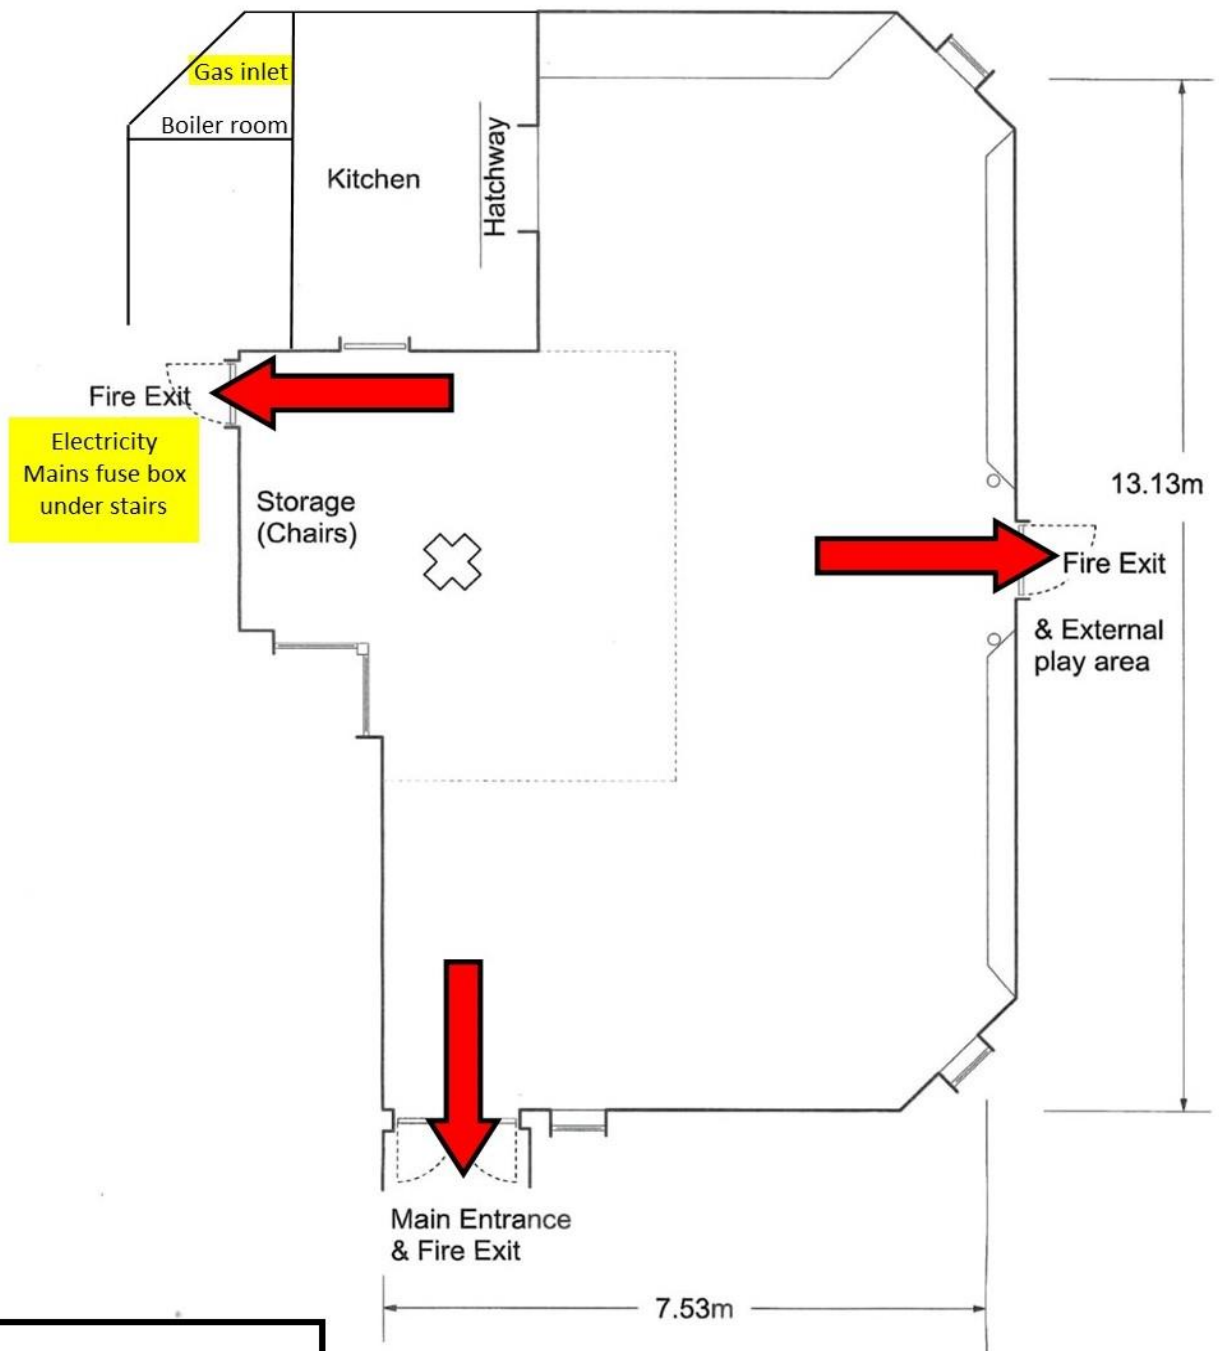 Gas inlet
Boiler room
Kitchen
Hatchway
Fire Exit
Electricity
Mains fuse box
under stairs
Storage
(Chairs)
13.13m
Fire Exit
& External
play area
Main Entrance
& Fire Exit
7.53m